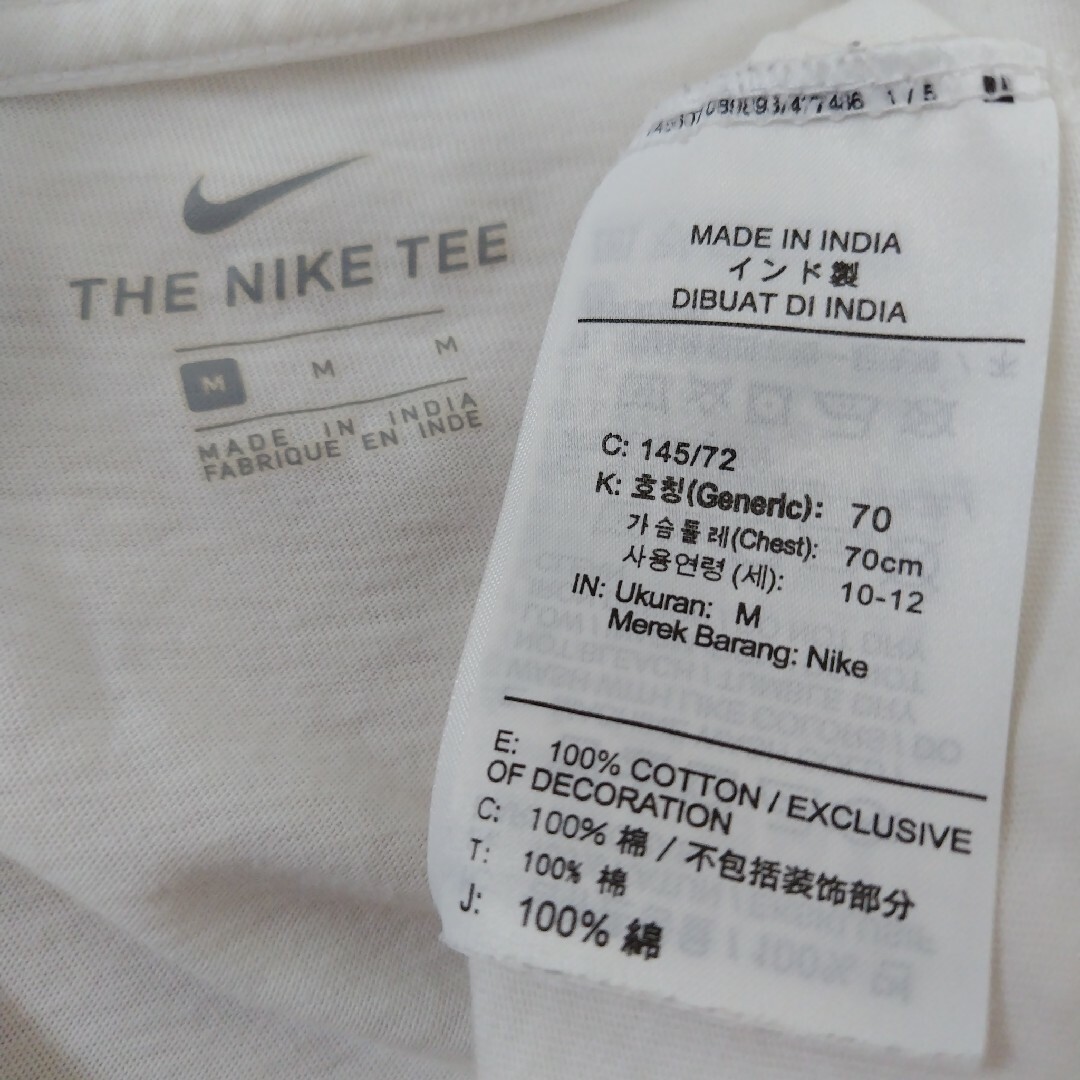 THE NIKE TEE
M M M
MADE IN INDIA
FABRIQUE EN INDE
1 / 5
MADE IN INDIA
インド製
DIBUAT DI INDIA
C: 145/72
K: 호칭(Generic): 70
가슴둘레(Chest): 70cm
사용연령(세): 10-12
IN: Ukuran: M
Merek Barang: Nike
E: 100% COTTON / EXCLUSIVE
OF DECORATION
C: 100% 棉 / 不包括装饰部分
T: 100% 棉
J: 100% 綿